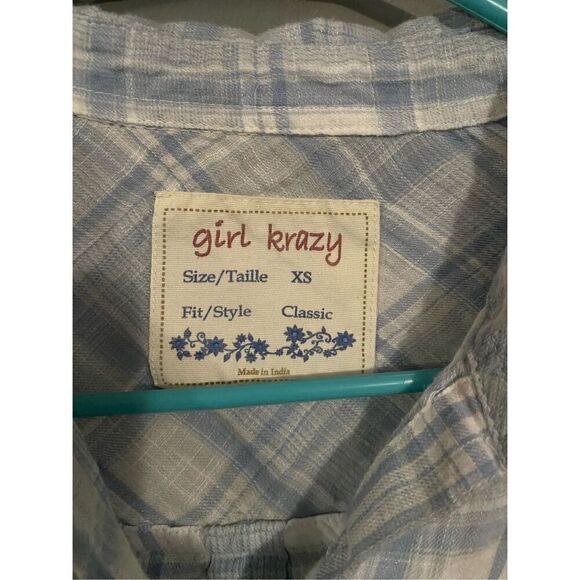 girl krazy
Size/Taille XS
Fit/Style Classic
Made in India